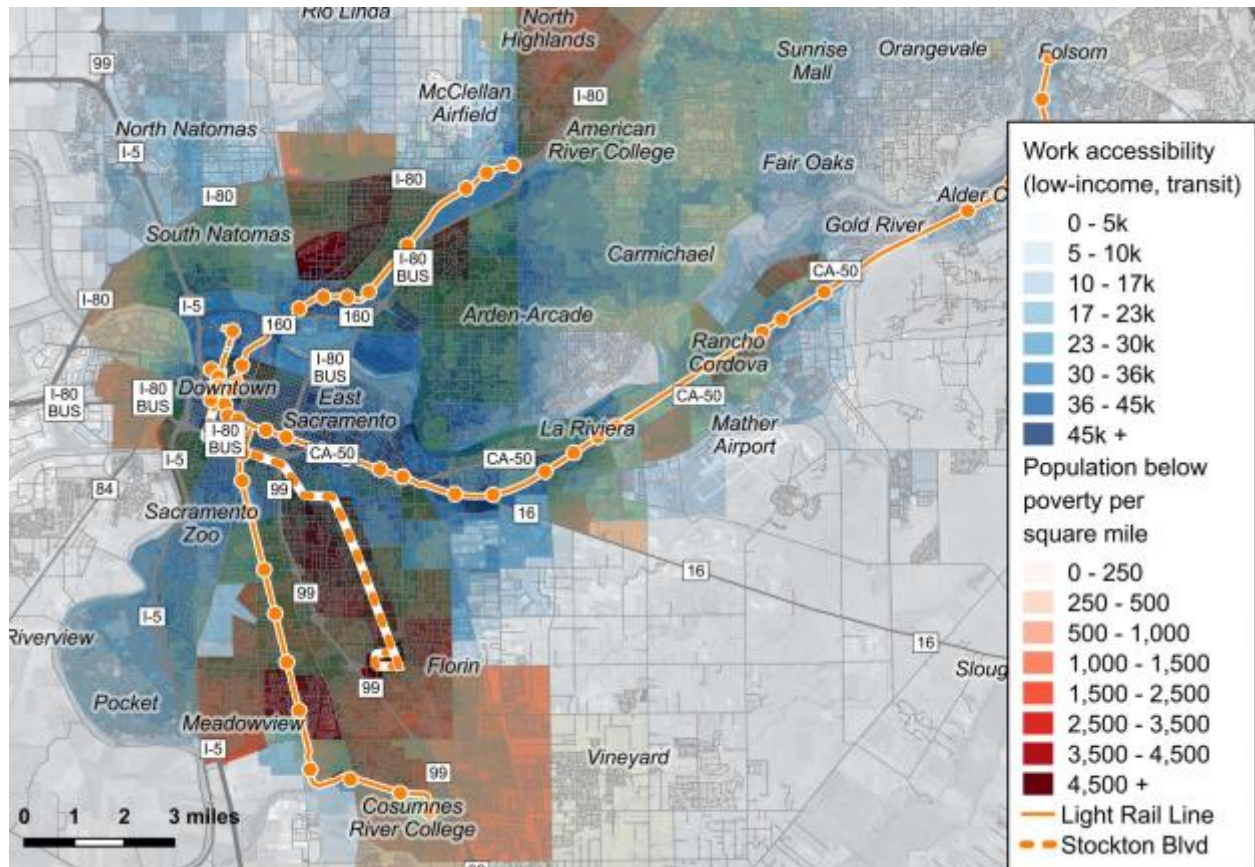 Rio Linda
North
Highlands
Sunrise
Mall
Orangevale
Folsom
99
McClellan
Airfield
I-80
North Natomas
I-5
American
River College
I-80
I-80
Fair Oaks
Alder C
South Natomas
Gold River
I-80
BUS
Carmichael
CA-50
I-80
I-5
160
160
Arden-Arcade
Rancho
Cordova
I-80
BUS
I-80
BUS
Downtown
I-80
BUS
East
Sacramento
CA-50
I-80
BUS
La Riviera
Mather
Airport
I-5
CA-50
CA-50
84
99
16
Sacramento
Zoo
16
99
16
I-5
Riverview
Florin
Sloug
99
Pocket
Meadowview
I-5
Vineyard
99
Cosumnes
River College
0 1 2 3 miles
Work accessibility
(low-income, transit)
0 - 5k
5 - 10k
10 - 17k
17 - 23k
23 - 30k
30 - 36k
36 - 45k
45k +
Population below
poverty per
square mile
0 - 250
250 - 500
500 - 1,000
1,000 - 1,500
1,500 - 2,500
2,500 - 3,500
3,500 - 4,500
4,500 +
Light Rail Line
Stockton Blvd